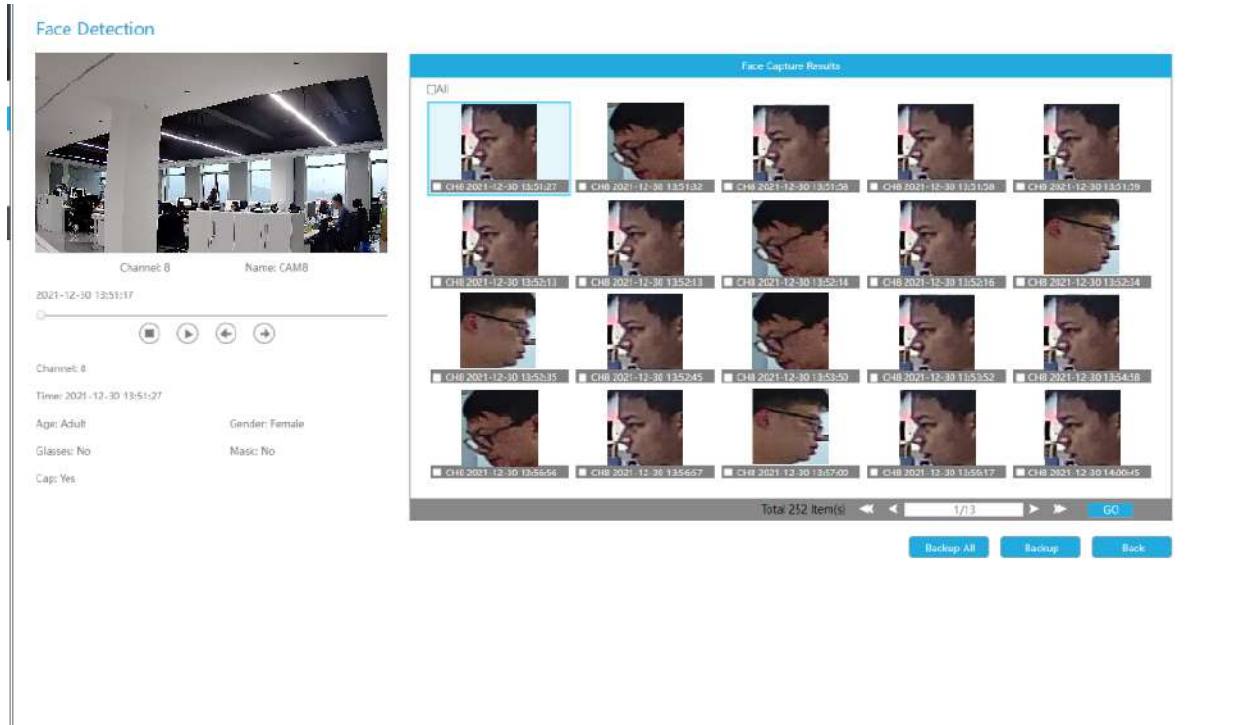 Face Detection
Face Capture Results
All
CH8 2021-12-30 13:51:27
CH8 2021-12-30 13:51:32
CH8 2021-12-30 13:51:58
CH8 2021-12-30 13:51:58
CH8 2021-12-30 13:51:59
CH8 2021-12-30 13:52:13
CH8 2021-12-30 13:52:13
CH8 2021-12-30 13:52:14
CH8 2021-12-30 13:52:16
CH8 2021-12-30 13:52:34
CH8 2021-12-30 13:52:35
CH8 2021-12-30 13:52:45
CH8 2021-12-30 13:53:50
CH8 2021-12-30 13:53:52
CH8 2021-12-30 13:54:58
CH8 2021-12-30 13:56:56
CH8 2021-12-30 13:56:57
CH8 2021-12-30 13:57:00
CH8 2021-12-30 13:59:17
CH8 2021-12-30 14:00:45
Total 252 Item(s)
1/13
GO
Backup All
Backup
Back
Channel: 8
Name: CAM8
2021-12-30 13:51:17
Channel: 8
Time: 2021-12-30 13:51:27
Age: Adult
Gender: Female
Glasses: No
Mask: No
Cap: Yes